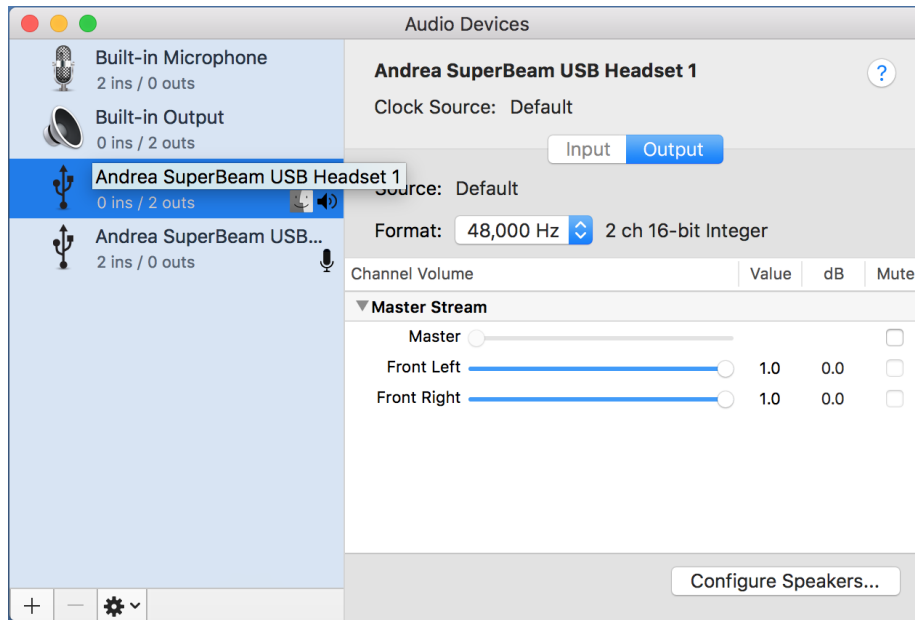 Audio Devices
Built-in Microphone
2 ins / 0 outs
Built-in Output
0 ins / 2 outs
Andrea SuperBeam USB Headset 1
0 ins / 2 outs
Andrea SuperBeam USB...
2 ins / 0 outs
Andrea SuperBeam USB Headset 1
?
Clock Source: Default
Input Output
Source: Default
Format: 48,000 Hz 2 ch 16-bit Integer
Channel Volume Value dB Mute
Master Stream
Master
Front Left 1.0 0.0
Front Right 1.0 0.0
Configure Speakers...